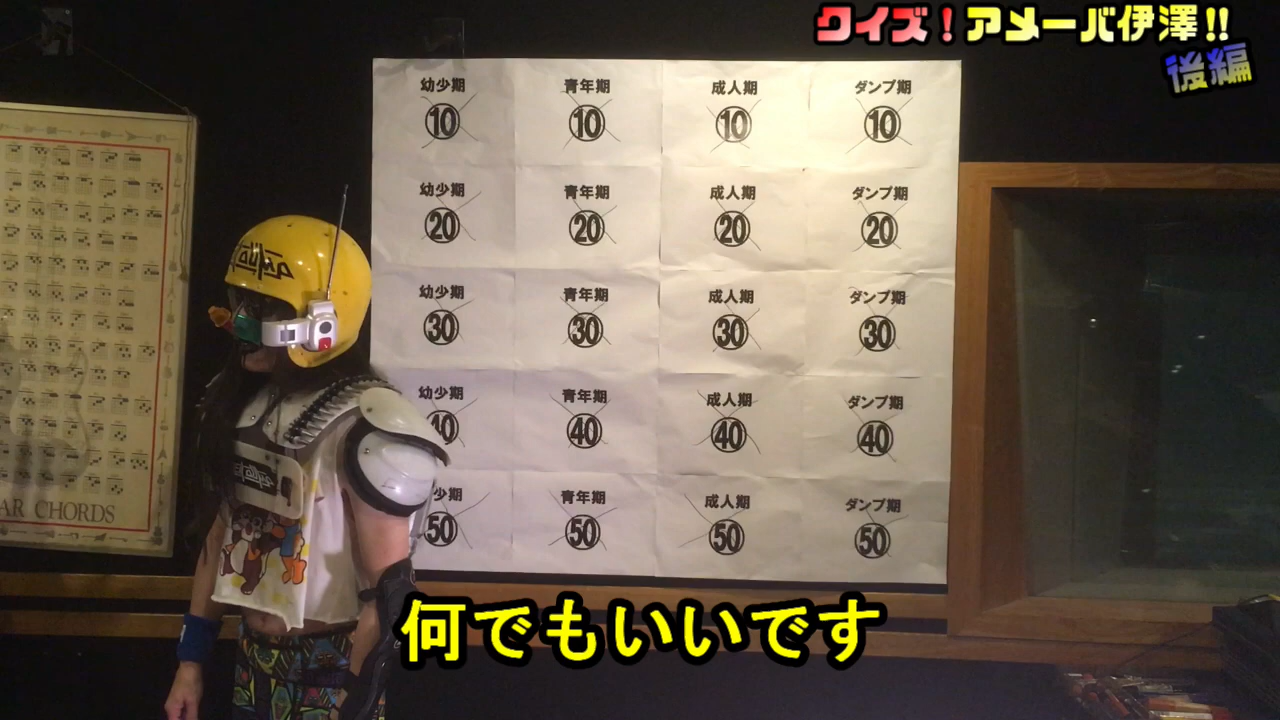 クイズ!アメーバ伊澤!!
後編
幼少期 青年期 成人期 ダンプ期
10 10 10 10
幼少期 青年期 成人期 ダンプ期
20 20 20 20
幼少期 青年期 成人期 ダンプ期
30 30 30 30
幼少期 青年期 成人期 ダンプ期
40 40 40 40
少期 青年期 成人期 ダンプ期
50 50 50 50
AR CHORDS
何でもいいです